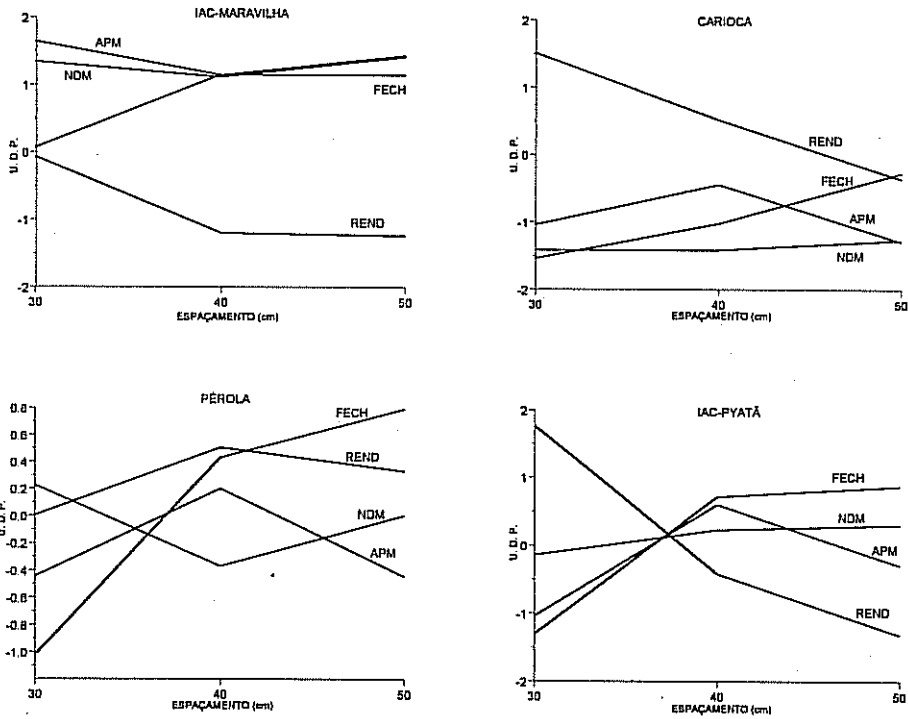 IAC-MARAVILHA
2
1
0
-1
-2
U. D. P.
APM
NDM
FECH
REND
30
40
50
ESPAÇAMENTO (cm)
CARIOCA
2
1
0
-1
-2
U. D. P.
REND
FECH
APM
NDM
30
40
50
ESPAÇAMENTO (cm)
PÉROLA
0.8
0.6
0.4
0.2
0.0
-0.2
-0.4
-0.6
-0.8
-1.0
U. D. P.
FECH
REND
NDM
APM
30
40
50
ESPAÇAMENTO (cm)
IAC-PYATÃ
2
1
0
-1
-2
U. D. P.
FECH
NDM
APM
REND
30
40
50
ESPAÇAMENTO (cm)